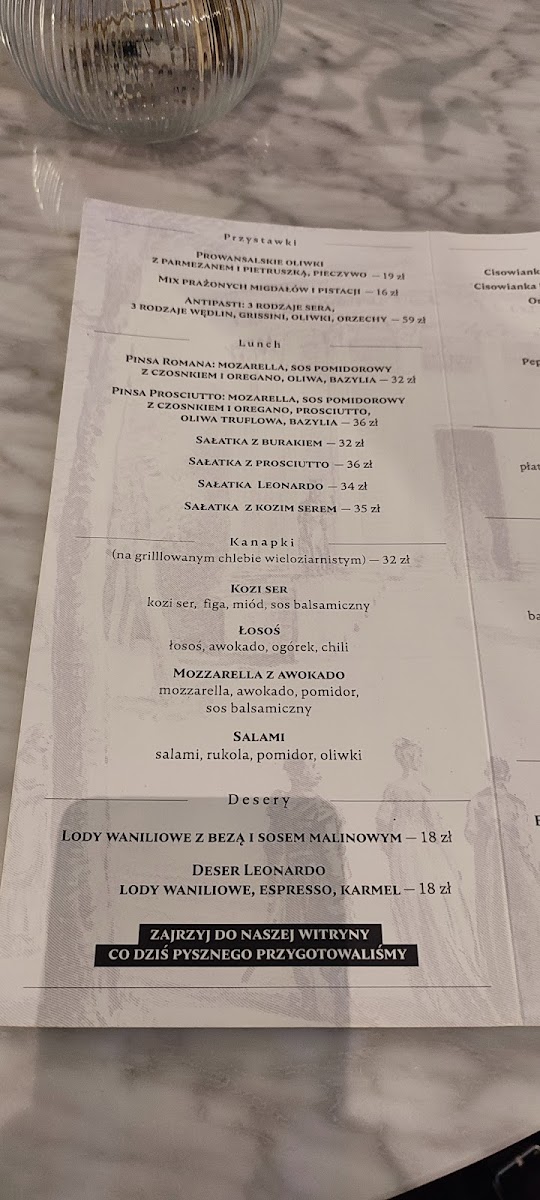 Przystawki
PROWANSALSKIE OLIWKI
Z PARMEZANEM I PIETRUSZKĄ, PIECZYWO – 19 zł
MIX PRAŻONYCH MIGDAŁÓW I PISTACJI – 16 zł
ANTIPASTI: 3 RODZAJE SERA,
3 RODZAJE WĘDLIN, GRISSINI, OLIWKI, ORZECHY – 59 zł
Lunch
PINSA ROMANA: MOZARELLA, SOS POMIDOROWY
Z CZOSNKIEM I OREGANO, OLIWA, BAZYLIA – 32 zł
PINSA PROSCIUTTO: MOZARELLA, SOS POMIDOROWY
Z CZOSNKIEM I OREGANO, PROSCIUTTO,
OLIWA TRUFLOWA, BAZYLIA – 36 zł
SAŁATKA Z BURAKIEM – 32 zł
SAŁATKA Z PROSCIUTTO – 36 zł
SAŁATKA LEONARDO – 34 zł
SAŁATKA Z KOZIM SEREM – 35 zł
Kanapki
(na grilllowanym chlebie wieloziarnistym) – 32 zł
KOZI SER
kozi ser, figa, miód, sos balsamiczny
ŁOSOŚ
łosoś, awokado, ogórek, chili
MOZZARELLA Z AWOKADO
mozzarella, awokado, pomidor,
sos balsamiczny
SALAMI
salami, rukola, pomidor, oliwki
Desery
LODY WANILIOWE Z BEZĄ I SOSEM MALINOWYM – 18 zł
DESER LEONARDO
LODY WANILIOWE, ESPRESSO, KARMEL – 18 zł
ZAJRZYJ DO NASZEJ WITRYNY
CO DZIŚ PYSZNEGO PRZYGOTOWALIŚMY
Cisowiank
Cisowianka
Pep
płat
ba